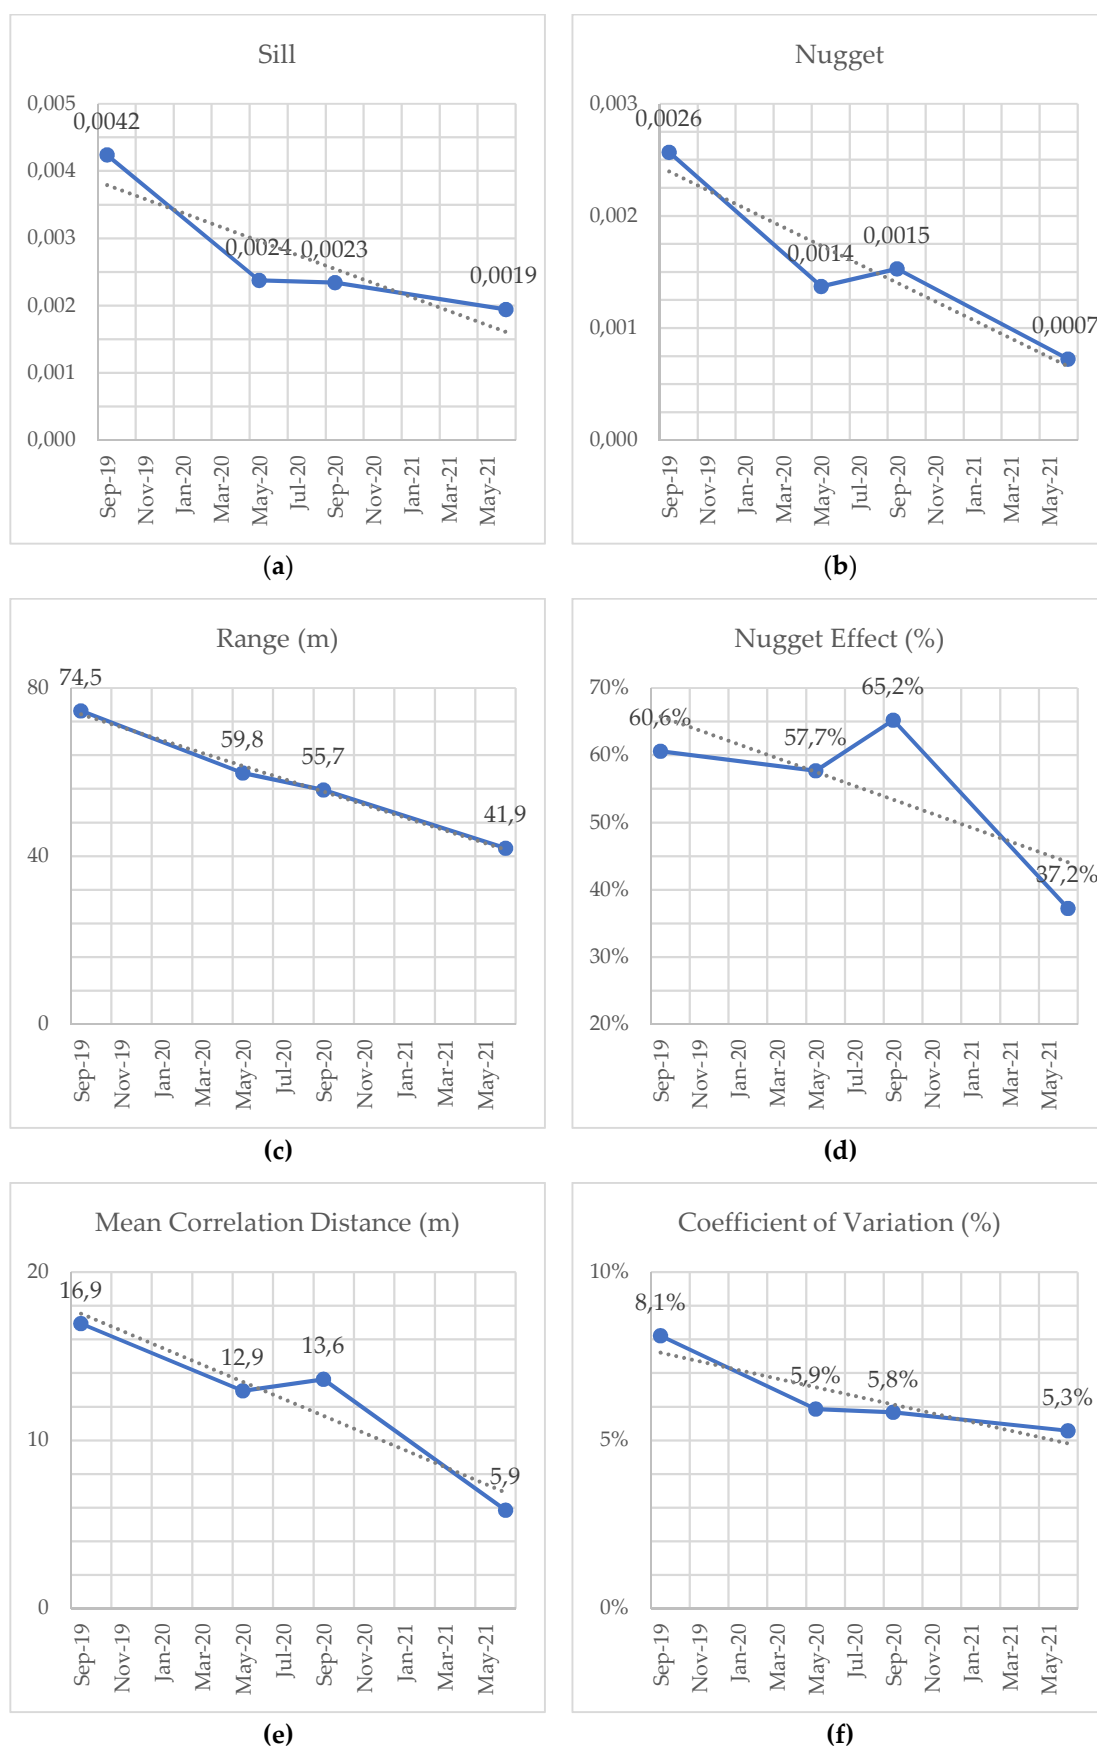 Sill
0,005
0,004
0,003
0,002
0,001
0,000
0,0042
0,0024
0,0023
0,0019
Sep-19
Nov-19
Jan-20
Mar-20
May-20
Jul-20
Sep-20
Nov-20
Jan-21
Mar-21
May-21
(a)
Nugget
0,003
0,002
0,001
0,000
0,0026
0,0014
0,0015
0,0007
Sep-19
Nov-19
Jan-20
Mar-20
May-20
Jul-20
Sep-20
Nov-20
Jan-21
Mar-21
May-21
(b)
Range (m)
80
40
0
74,5
59,8
55,7
41,9
Sep-19
Nov-19
Jan-20
Mar-20
May-20
Jul-20
Sep-20
Nov-20
Jan-21
Mar-21
May-21
(c)
Nugget Effect (%)
70%
60%
50%
40%
30%
20%
60,6%
57,7%
65,2%
37,2%
Sep-19
Nov-19
Jan-20
Mar-20
May-20
Jul-20
Sep-20
Nov-20
Jan-21
Mar-21
May-21
(d)
Mean Correlation Distance (m)
20
10
0
16,9
12,9
13,6
5,9
Sep-19
Nov-19
Jan-20
Mar-20
May-20
Jul-20
Sep-20
Nov-20
Jan-21
Mar-21
May-21
(e)
Coefficient of Variation (%)
10%
5%
0%
8,1%
5,9%
5,8%
5,3%
Sep-19
Nov-19
Jan-20
Mar-20
May-20
Jul-20
Sep-20
Nov-20
Jan-21
Mar-21
May-21
(f)